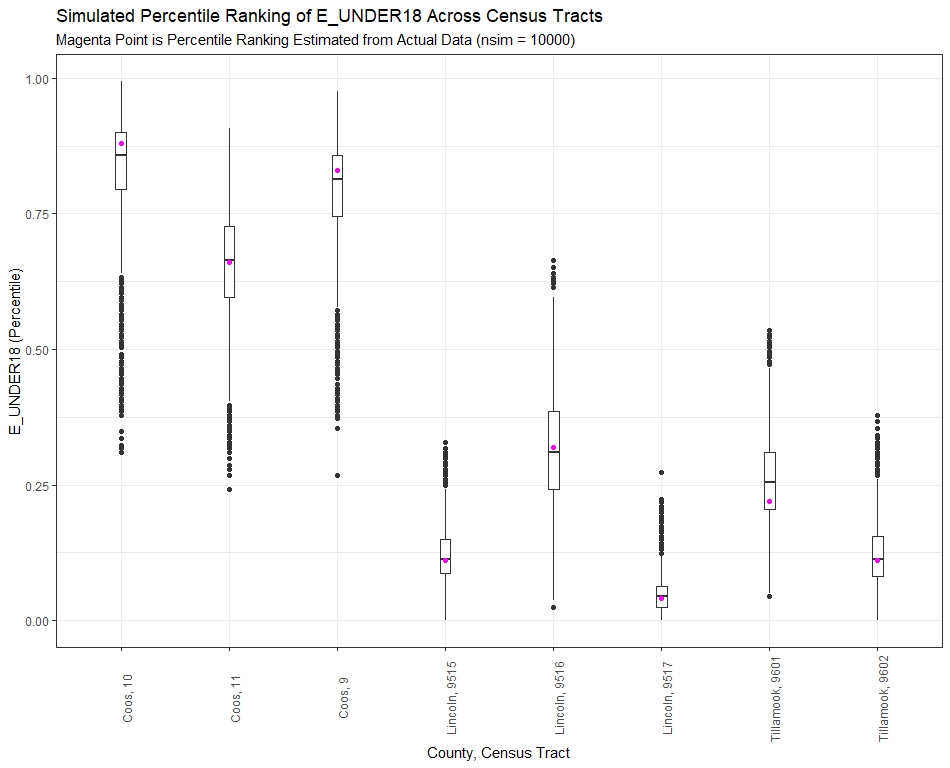 Simulated Percentile Ranking of E_UNDER18 Across Census Tracts
Magenta Point is Percentile Ranking Estimated from Actual Data (nsim = 10000)
E_UNDER18 (Percentile)
1.00
0.75
0.50
0.25
0.00
Coos, 10
Coos, 11
Coos, 9
Lincoln, 9515
Lincoln, 9516
Lincoln, 9517
Tillamook, 9601
Tillamook, 9602
County, Census Tract